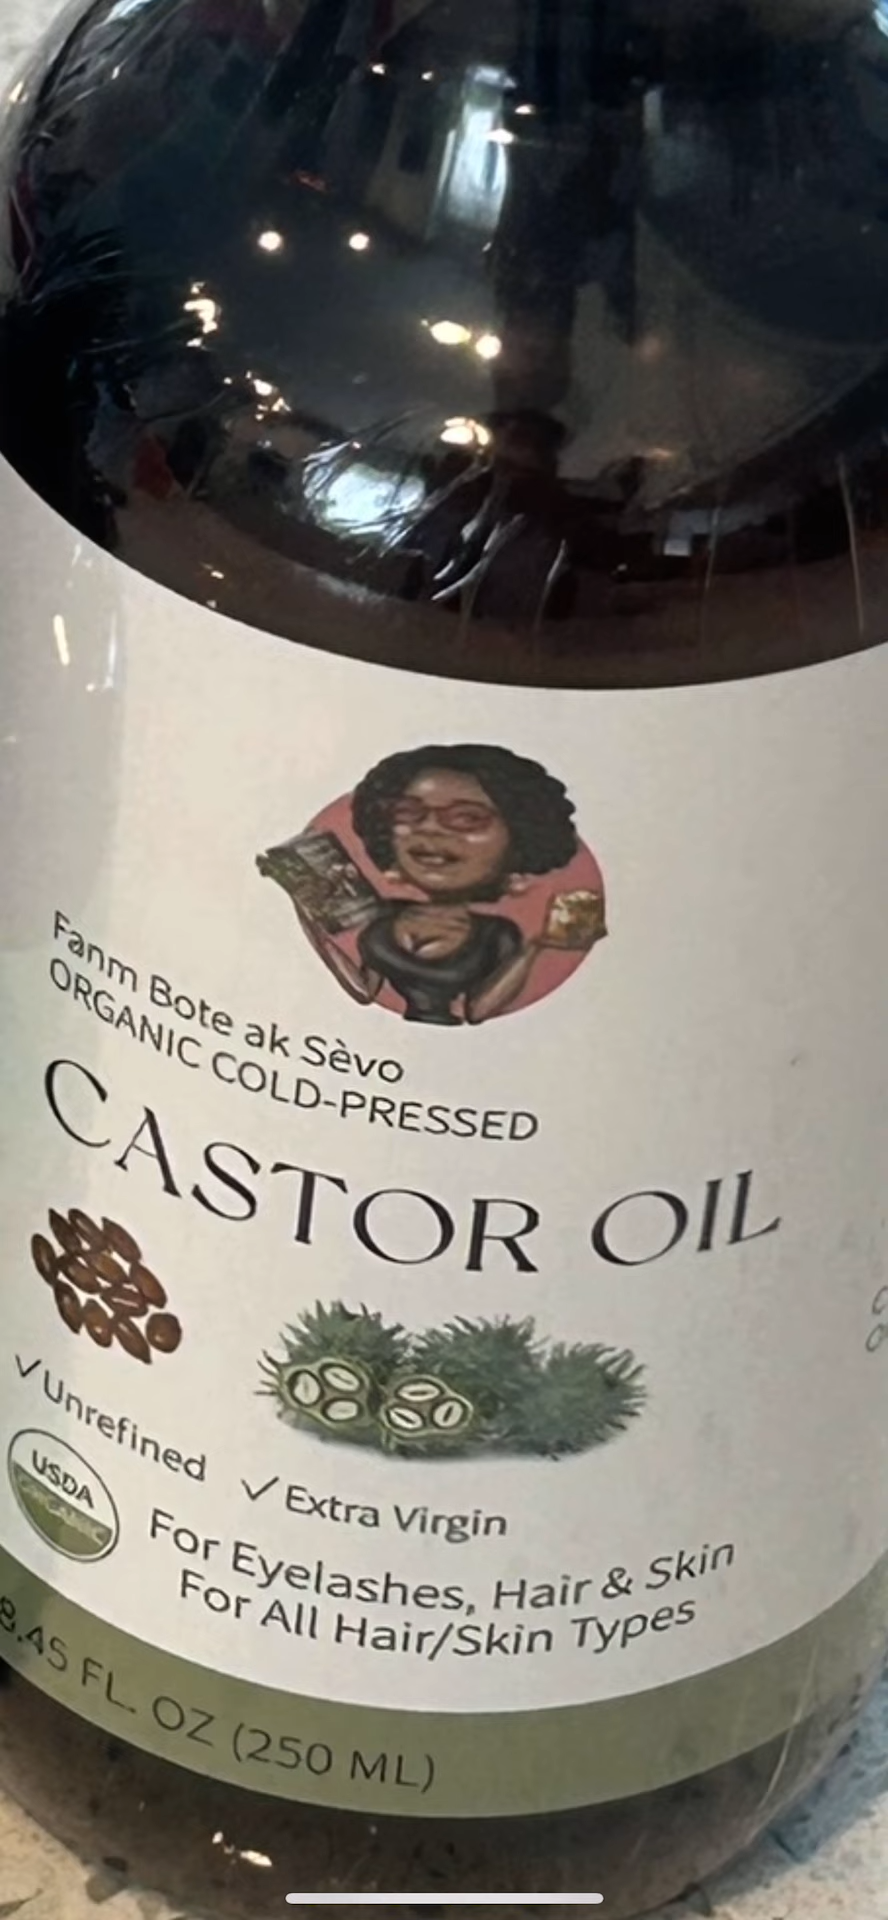 Fanm Bote ak Sèvo
ORGANIC COLD-PRESSED
CASTOR OIL
✓Unrefined ✓Extra Virgin
USDA
ORGANIC
For Eyelashes, Hair & Skin
For All Hair/Skin Types
8.45 FL. OZ (250 ML)